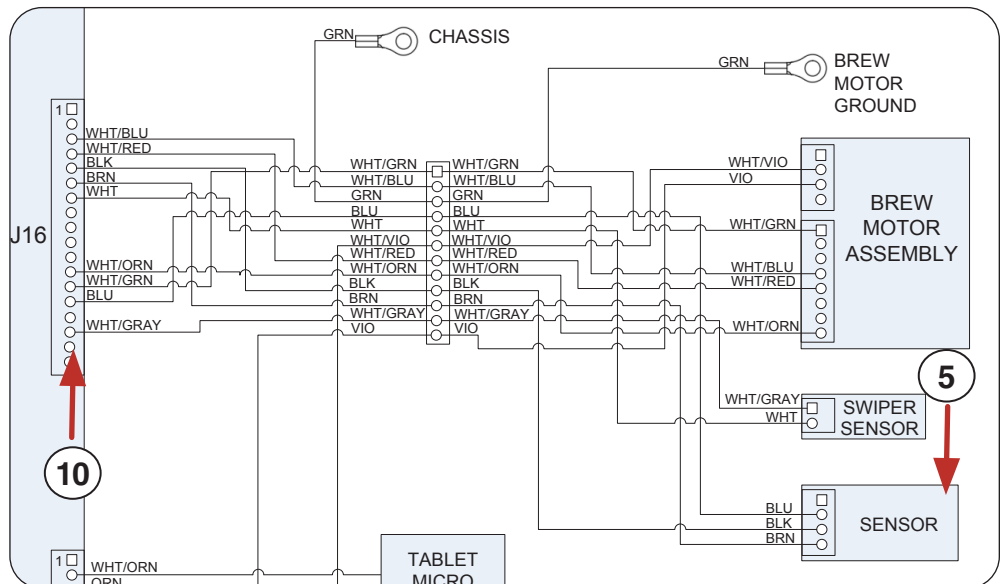 GRN
CHASSIS
GRN
BREW
MOTOR
GROUND
J16
1
WHT/BLU
WHT/RED
BLK
BRN
WHT
WHT/ORN
WHT/GRN
BLU
WHT/GRAY
10
WHT/GRN
WHT/BLU
GRN
BLU
WHT
WHT/VIO
WHT/RED
WHT/ORN
BLK
BRN
WHT/GRAY
VIO
WHT/GRN
WHT/BLU
GRN
BLU
WHT
WHT/VIO
WHT/RED
WHT/ORN
BLK
BRN
WHT/GRAY
VIO
WHT/VIO
VIO
WHT/GRN
WHT/BLU
WHT/RED
WHT/ORN
BREW
MOTOR
ASSEMBLY
5
WHT/GRAY
WHT
SWIPER
SENSOR
BLU
BLK
BRN
SENSOR
1
WHT/ORN
ORN
TABLET
MICRO